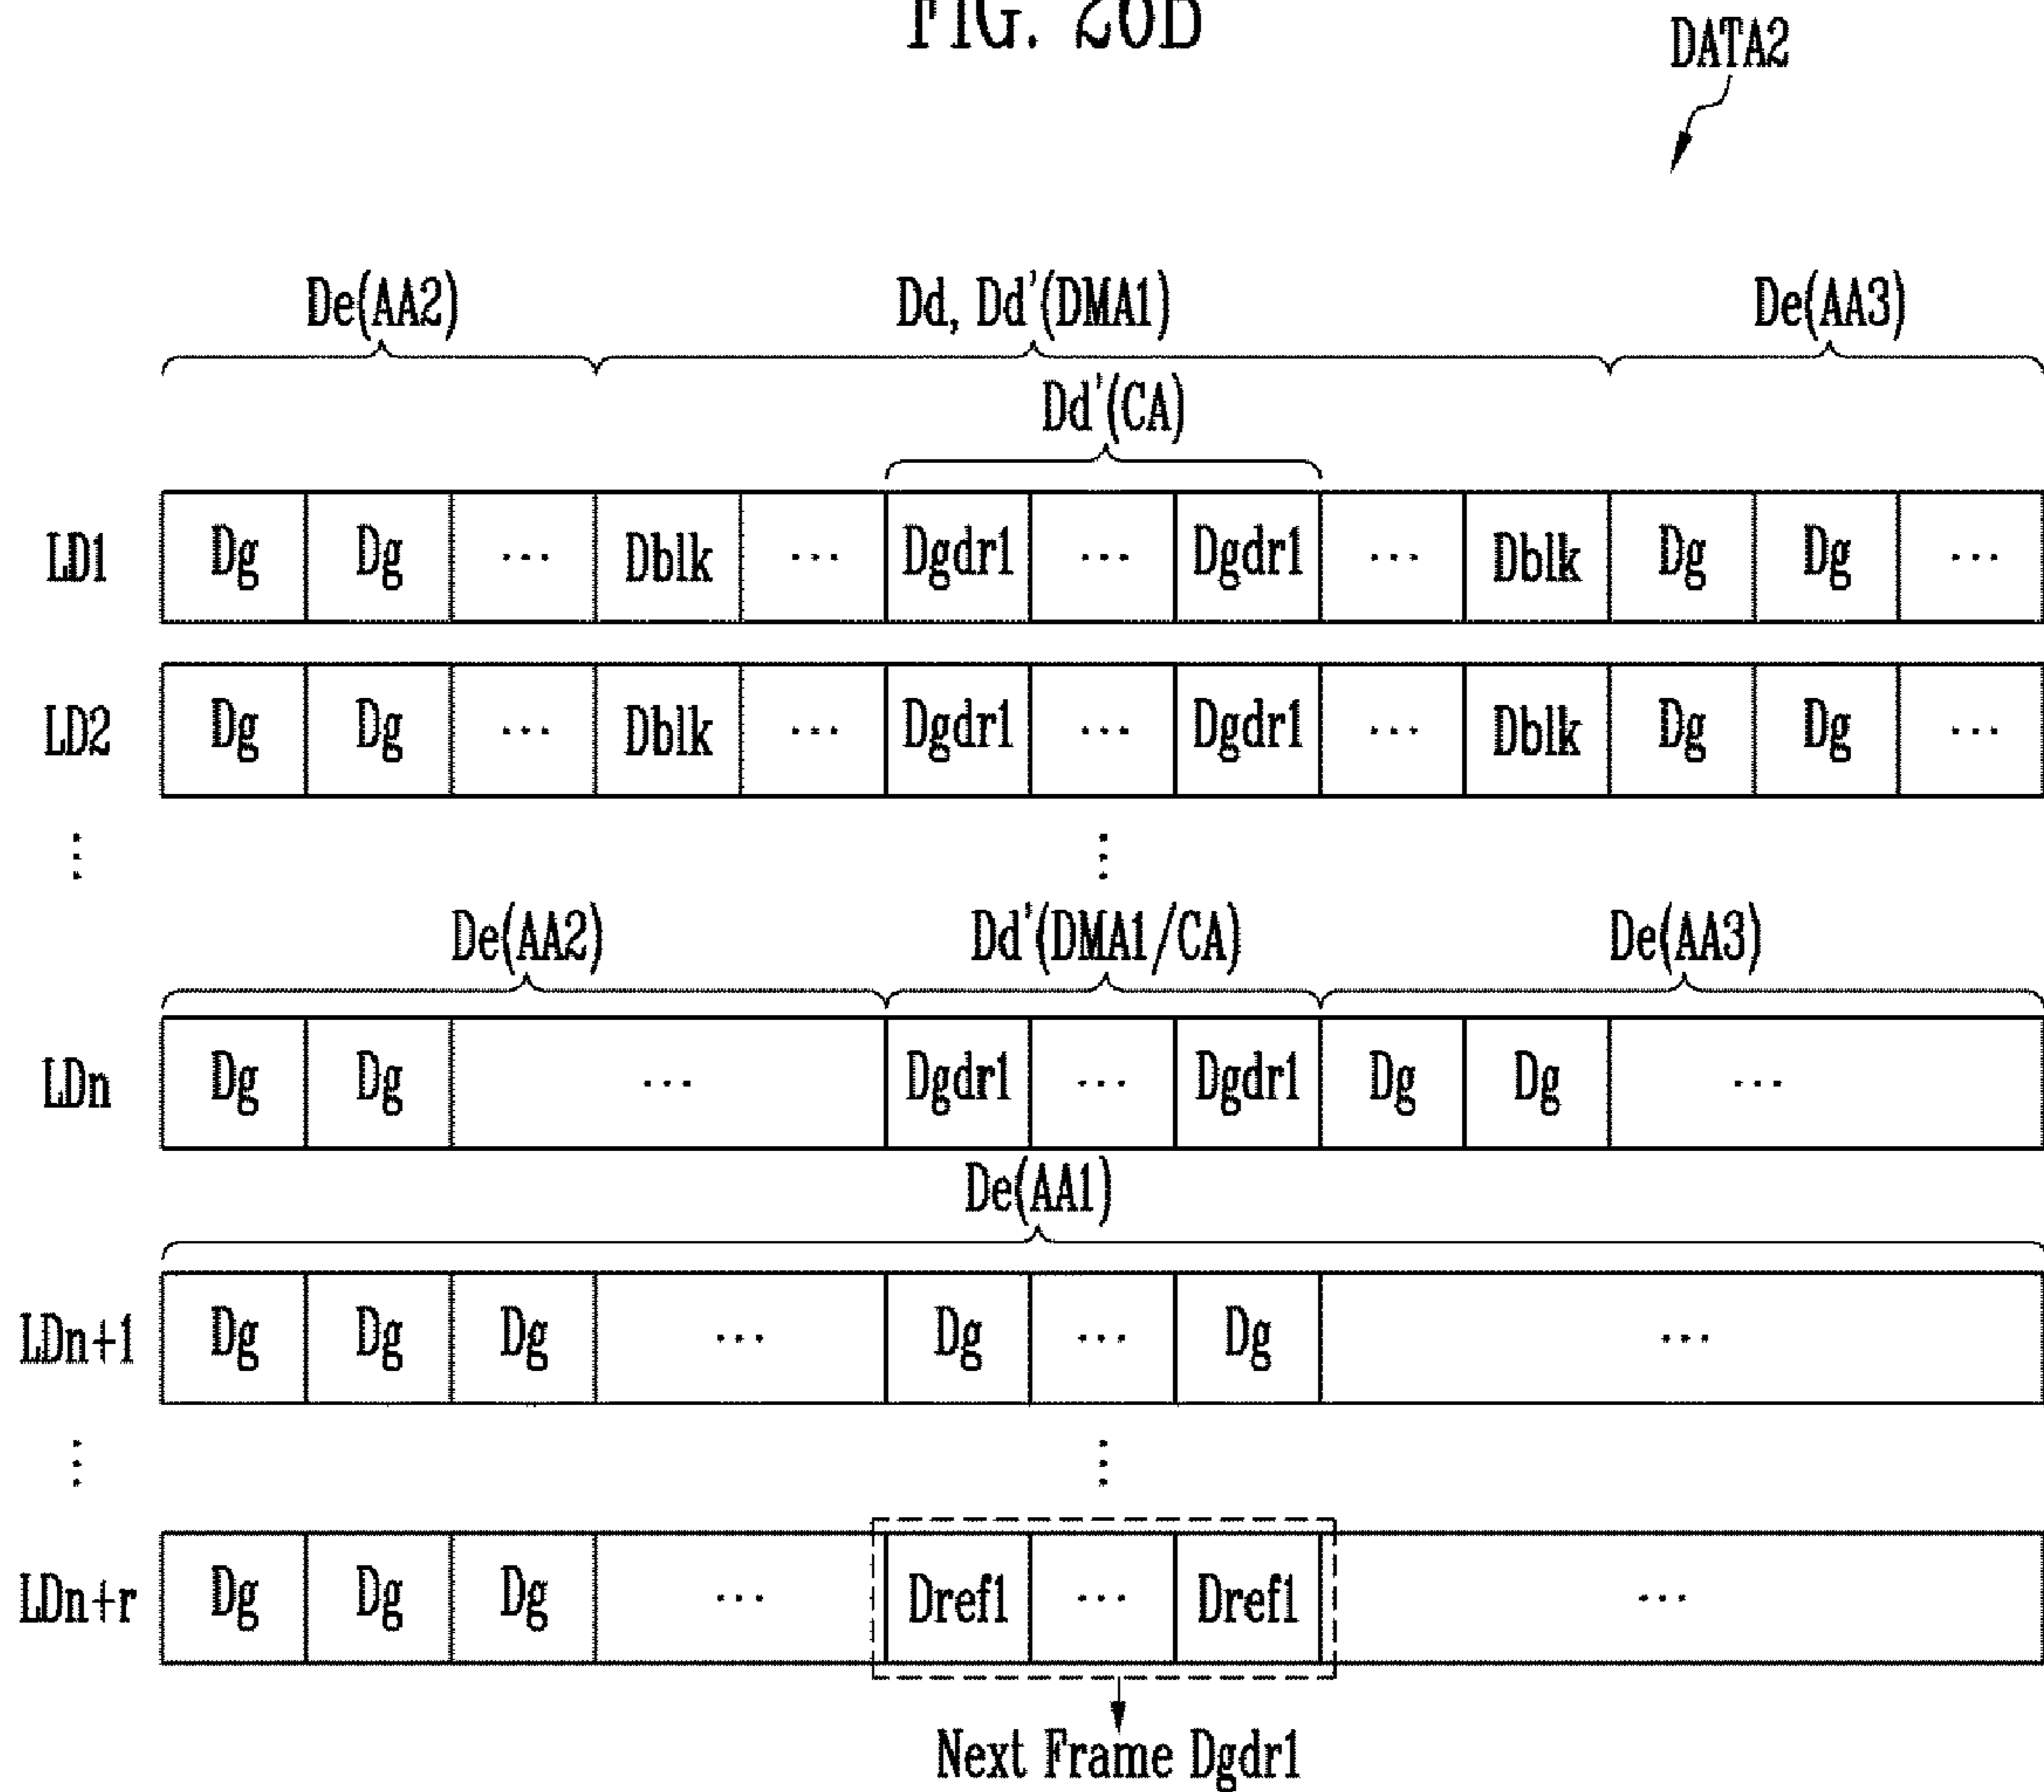 FIG. 20B
DATA2
De(AA2) Dd, Dd'(DMA1) De(AA3)
Dd'(CA)
LD1 Dg Dg ... Dblk ... Dgdr1 ... Dgdr1 ... Dblk Dg Dg ...
LD2 Dg Dg ... Dblk ... Dgdr1 ... Dgdr1 ... Dblk Dg Dg ...
De(AA2) Dd'(DMA1/CA) De(AA3)
LDn Dg Dg ... Dgdr1 ... Dgdr1 Dg Dg ...
De(AA1)
LDn+1 Dg Dg Dg ... Dg ... Dg ...
LDn+r Dg Dg Dg ... Dref1 ... Dref1 ...
Next Frame Dgdr1